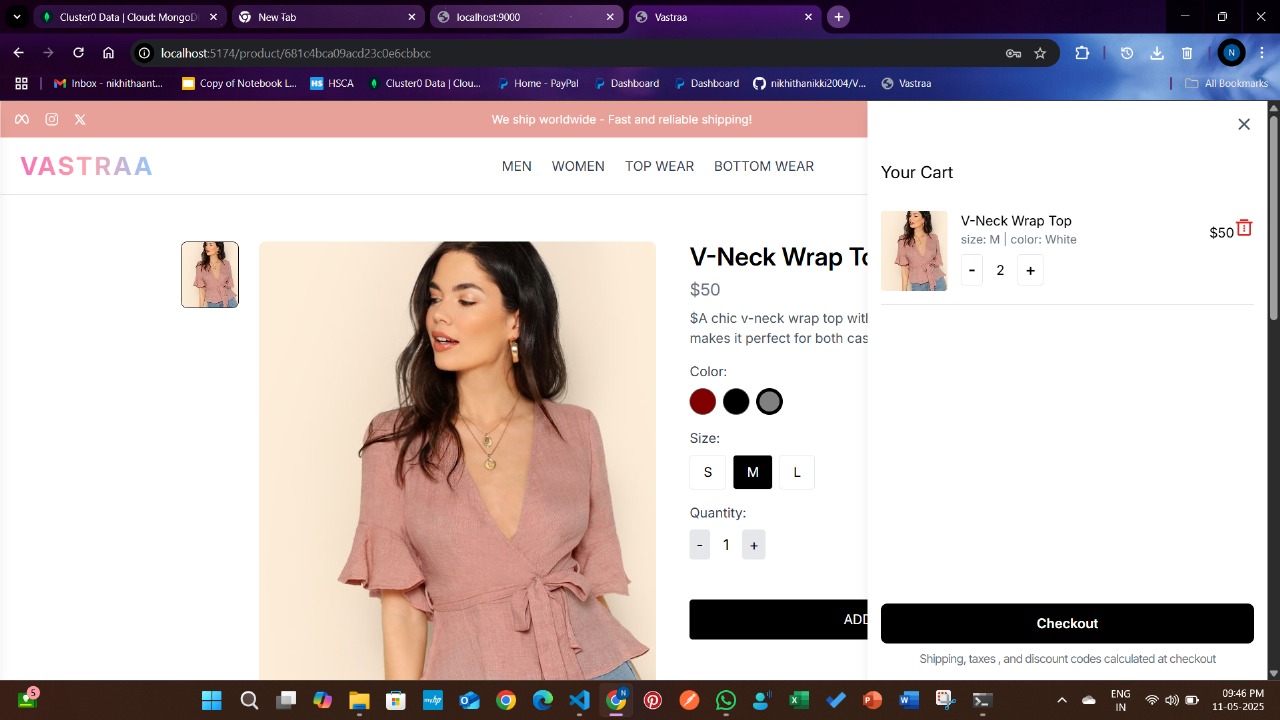 Cluster0 Data | Cloud: MongoD
New Tab
localhost:9000
Vastraa
localhost:5174/product/681c4bca09acd23c0e6cbbcc
N
Inbox - nikhithaant...
Copy of Notebook L...
HS HSCA
Cluster0 Data | Clou...
Home - PayPal
Dashboard
Dashboard
nikhithanikki2004/V...
Vastraa
All Bookmarks
We ship worldwide - Fast and reliable shipping!
VASTRAA
MEN
WOMEN
TOP WEAR
BOTTOM WEAR
V-Neck Wrap To
$50
$A chic v-neck wrap top with
makes it perfect for both cas
Color:
Size:
S
M
L
Quantity:
-
1
+
ADD
Your Cart
V-Neck Wrap Top
size: M | color: White
$50
-
2
+
Checkout
Shipping, taxes , and discount codes calculated at checkout
5
ENG
IN
09:46 PM
11-05-2025